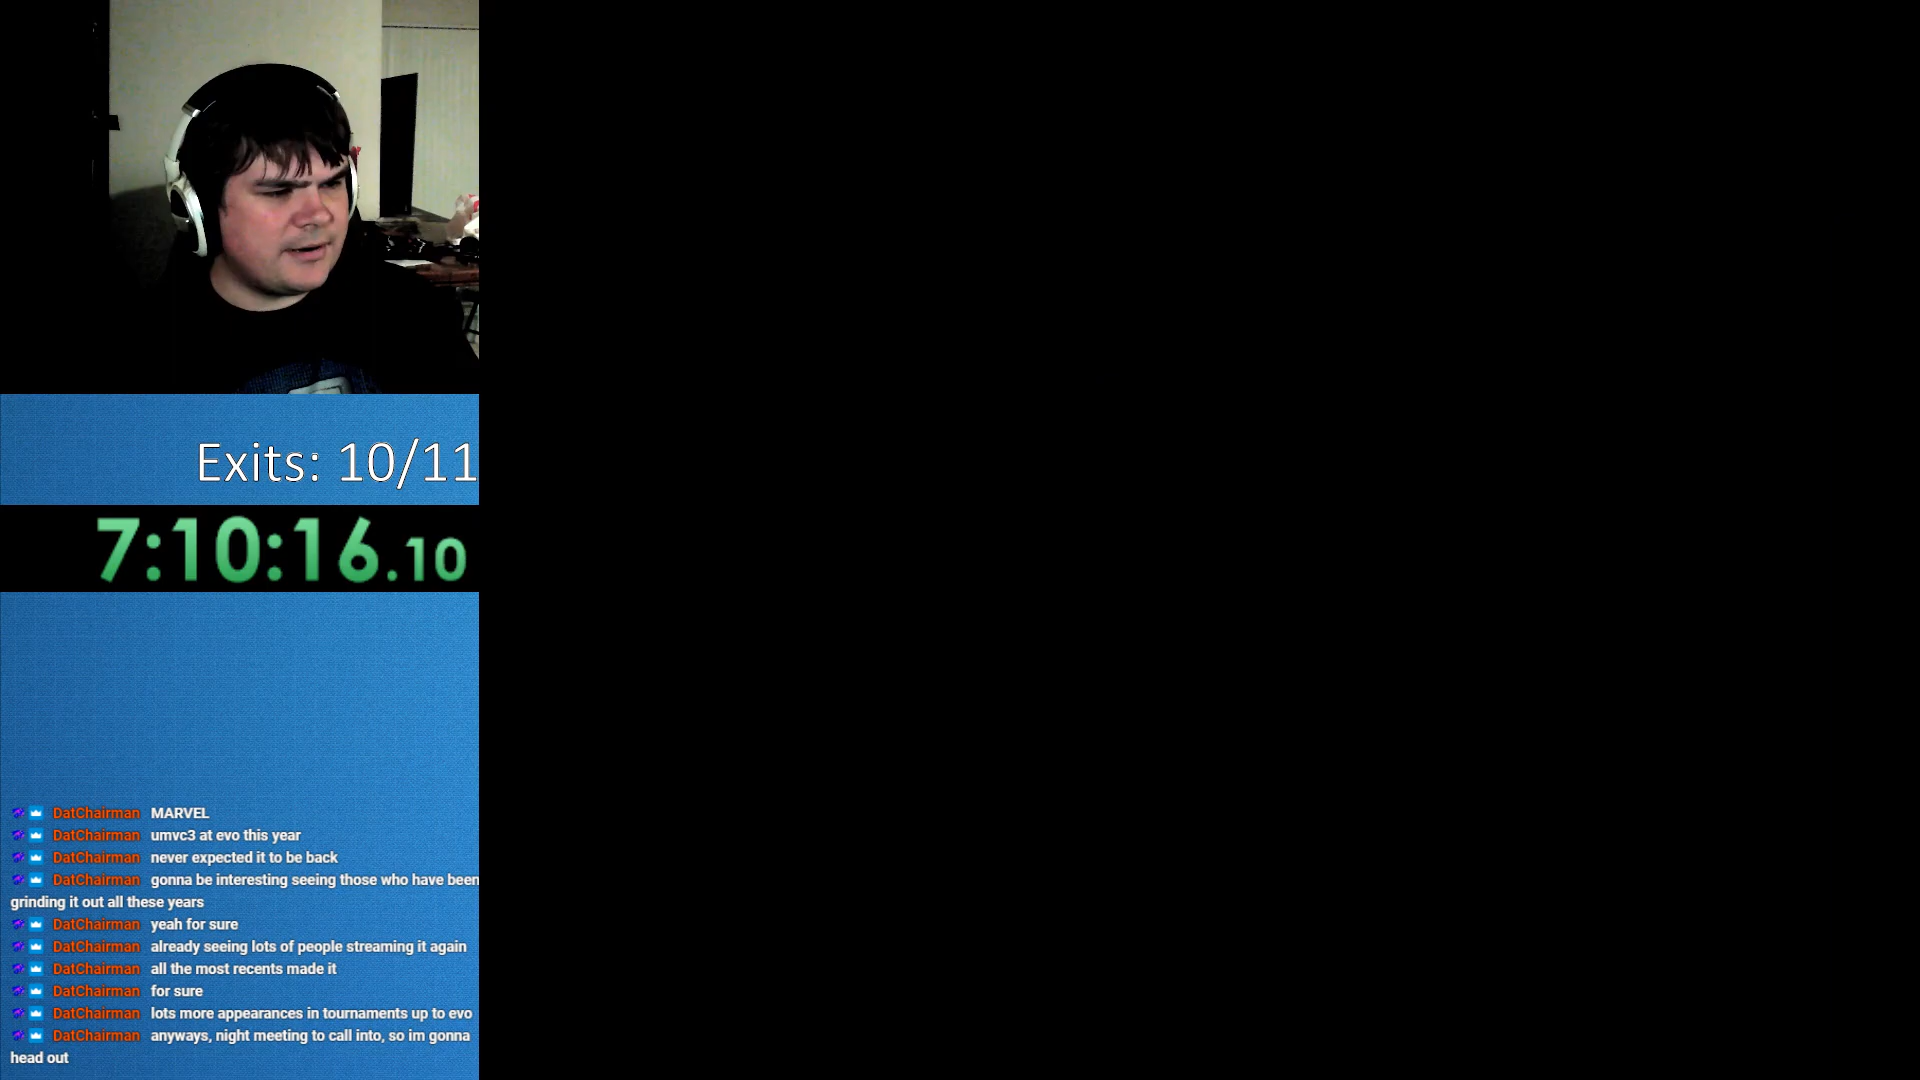 Exits: 10/11
7:10:16.10
DatChairman MARVEL
DatChairman umvc3 at evo this year
DatChairman never expected it to be back
DatChairman gonna be interesting seeing those who have been
grinding it out all these years
DatChairman yeah for sure
DatChairman already seeing lots of people streaming it again
DatChairman all the most recents made it
DatChairman for sure
DatChairman lots more appearances in tournaments up to evo
DatChairman anyways, night meeting to call into, so im gonna
head out